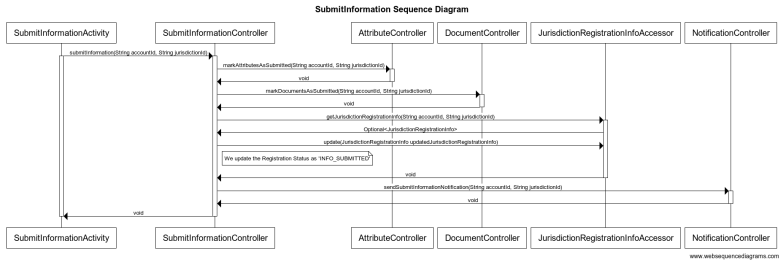 SubmitInformation Sequence Diagram
SubmitInformationActivity
SubmitInformationController
AttributeController
DocumentController
JurisdictionRegistrationInfoAccessor
NotificationController
submitInformation(String accountId, String jurisdictionId)
markAttributesAsSubmitted(String accountId, String jurisdictionId)
void
markDocumentsAsSubmitted(String accountId, String jurisdictionId)
void
getJurisdictionRegistrationInfo(String accountId, String jurisdictionId)
Optional<JurisdictionRegistrationInfo>
update(JurisdictionRegistrationInfo updatedJurisdictionRegistrationInfo)
We update the Registration Status as 'INFO_SUBMITTED'
void
sendSubmitInformationNotification(String accountId, String jurisdictionId)
void
void
SubmitInformationActivity
SubmitInformationController
AttributeController
DocumentController
JurisdictionRegistrationInfoAccessor
NotificationController
www.websequencediagrams.com